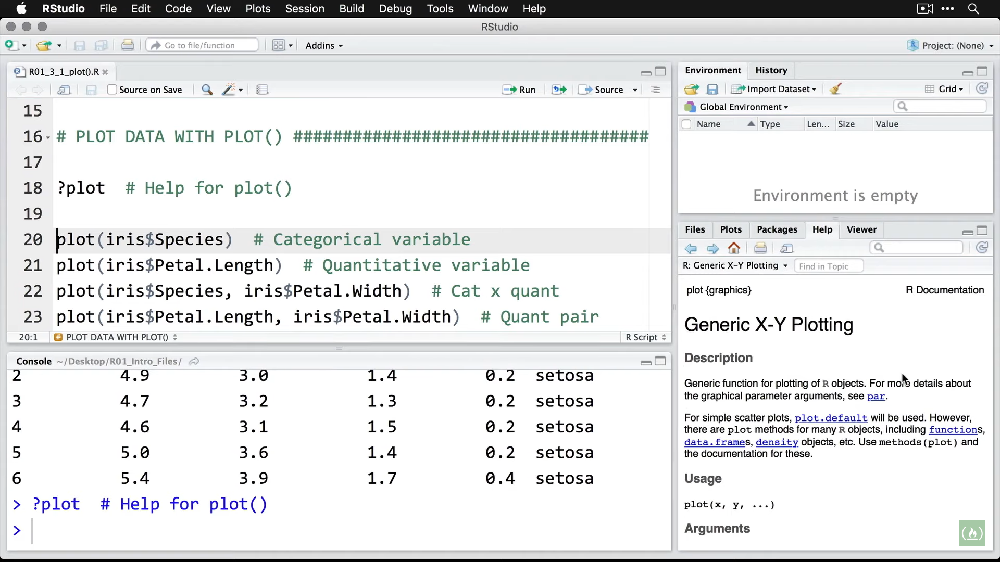 RStudio File Edit Code View Plots Session Build Debug Tools Window Help
RStudio
Go to file/function Addins Project: (None)
R01_3_1_plot().R
Source on Save Run Source
15
16 # PLOT DATA WITH PLOT() ####################################
17
18 ?plot # Help for plot()
19
20 plot(iris$Species) # Categorical variable
21 plot(iris$Petal.Length) # Quantitative variable
22 plot(iris$Species, iris$Petal.Width) # Cat x quant
23 plot(iris$Petal.Length, iris$Petal.Width) # Quant pair
20:1 PLOT DATA WITH PLOT() R Script
Console ~/Desktop/R01_Intro_Files/
2 4.9 3.0 1.4 0.2 setosa
3 4.7 3.2 1.3 0.2 setosa
4 4.6 3.1 1.5 0.2 setosa
5 5.0 3.6 1.4 0.2 setosa
6 5.4 3.9 1.7 0.4 setosa
> ?plot # Help for plot()
>
Environment History
Import Dataset Grid
Global Environment
Name Type Len... Size Value
Environment is empty
Files Plots Packages Help Viewer
R: Generic X-Y Plotting Find in Topic
plot {graphics} R Documentation
Generic X-Y Plotting
Description
Generic function for plotting of R objects. For more details about
the graphical parameter arguments, see par.
For simple scatter plots, plot.default will be used. However,
there are plot methods for many R objects, including functions,
data.frames, density objects, etc. Use methods(plot) and
the documentation for these.
Usage
plot(x, y, ...)
Arguments